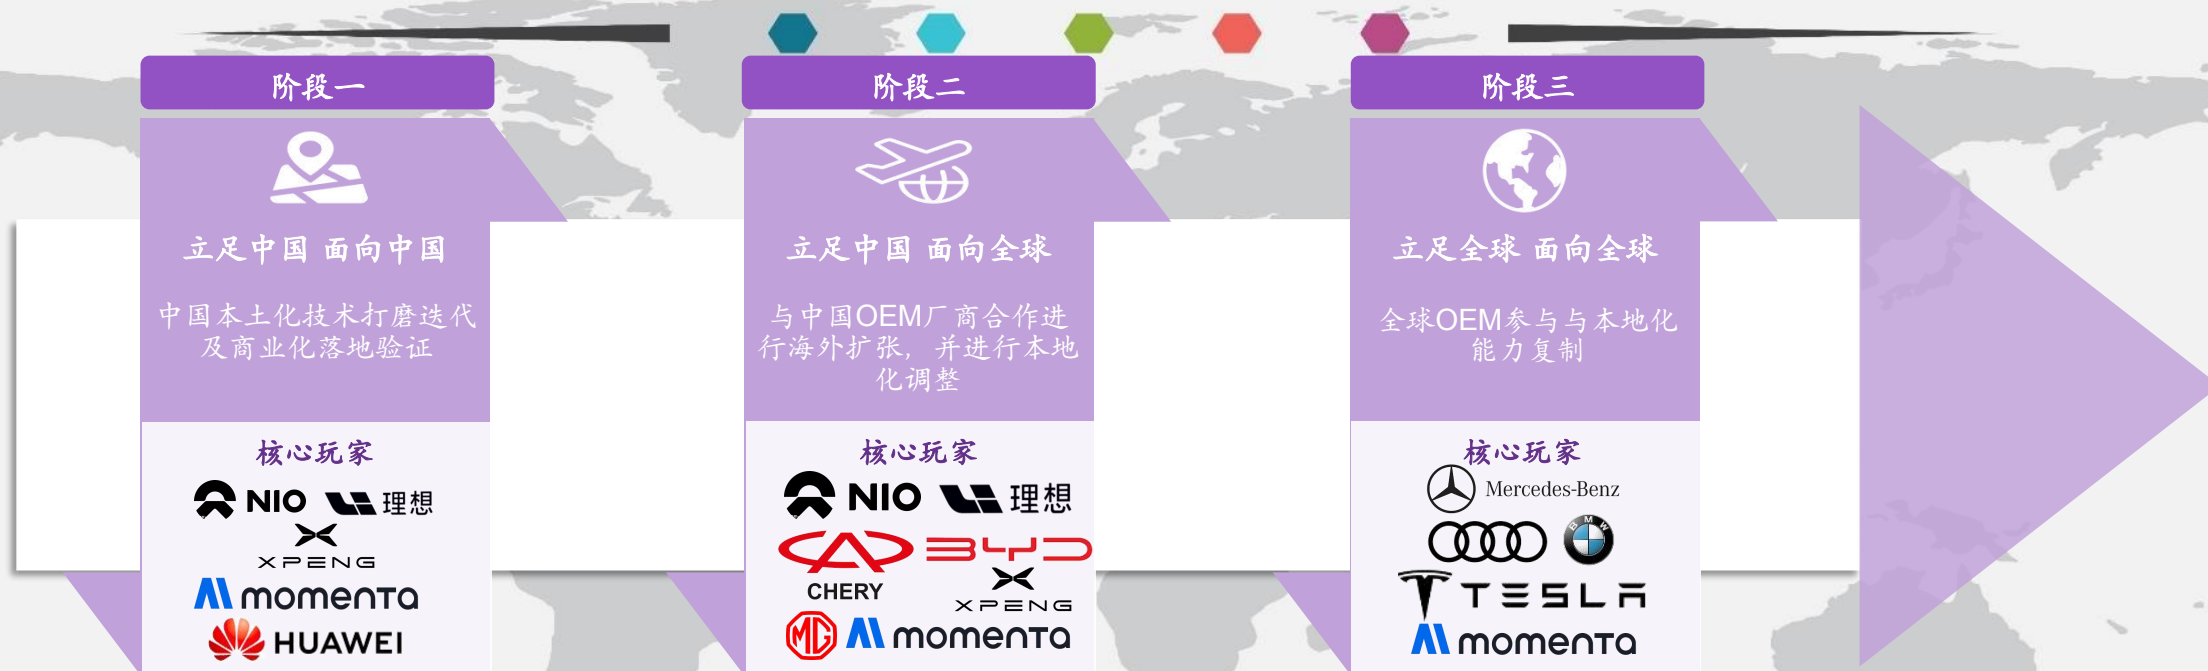 阶段一
立足中国 面向中国
中国本土化技术打磨迭代
及商业化落地验证
核心玩家
NIO 理想
XPENG
momenta
HUAWEI
阶段二
立足中国 面向全球
与中国OEM厂商合作进
行海外扩张，并进行本地
化调整
核心玩家
NIO 理想
BYD
CHERY
XPENG
MG momenta
阶段三
立足全球 面向全球
全球OEM参与与本地化
能力复制
核心玩家
Mercedes-Benz
BMW
TESLA
momenta